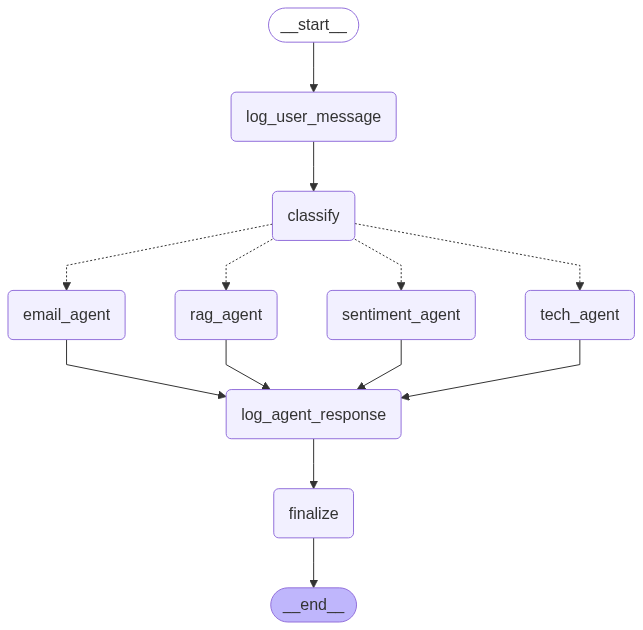 __start__
log_user_message
classify
email_agent
rag_agent
sentiment_agent
tech_agent
log_agent_response
finalize
__end__